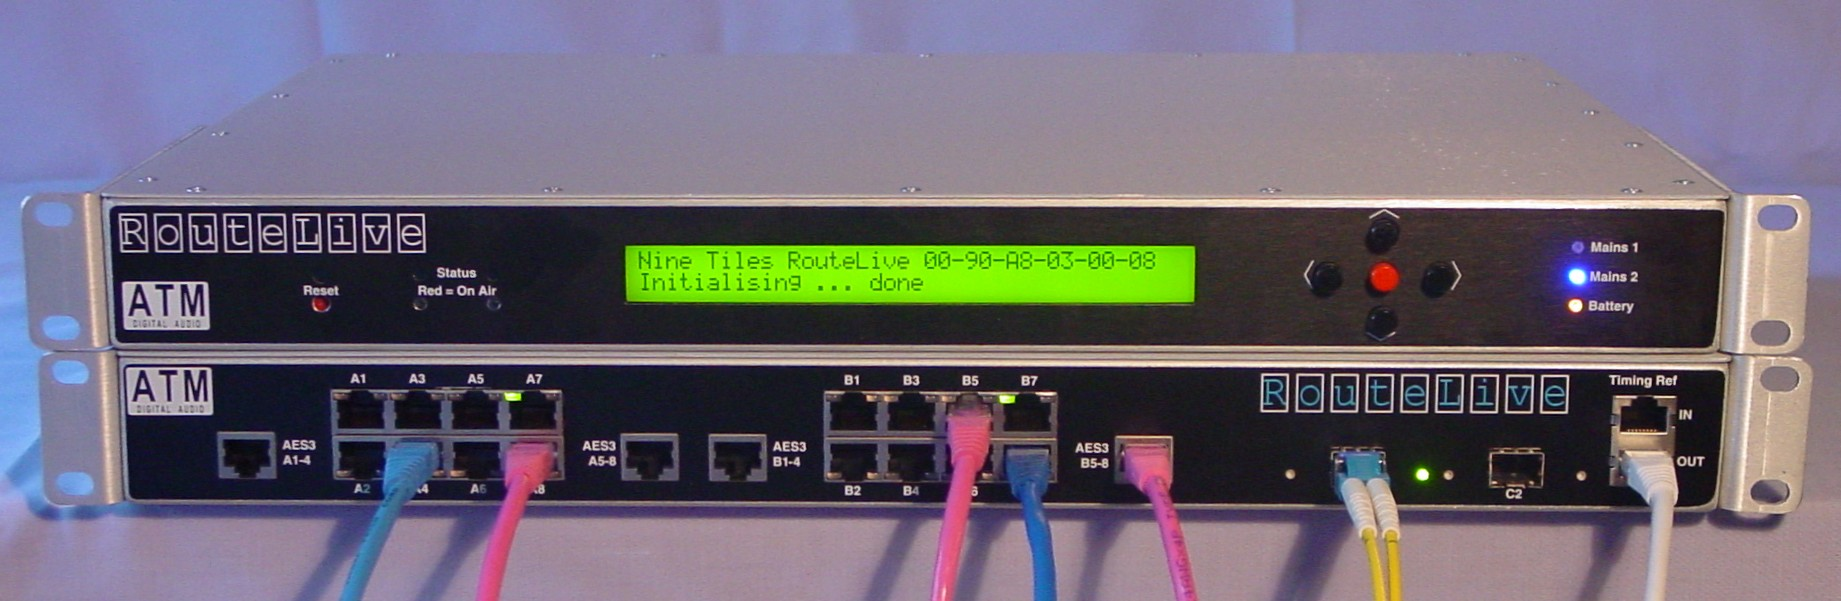 RouteLive
ATM
DIGITAL AUDIO
Reset
Status
Red = On Air
Nine Tiles RouteLive 00-90-A8-03-00-08
Initialising ... done
Mains 1
Mains 2
Battery
ATM
DIGITAL AUDIO
A1 A3 A5 A7
AES3
A1-4
A2 A4 A6 A8
AES3
A5-8
AES3
B1-4
B1 B3 B5 B7
B2 B4
AES3
B5-8
RouteLive
C2
Timing Ref
IN
OUT